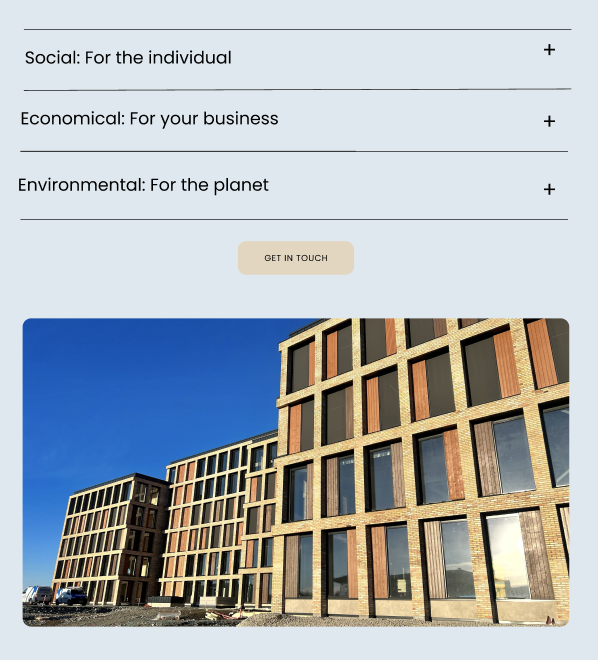 Social: For the individual
+
Economical: For your business
+
Environmental: For the planet
+
GET IN TOUCH